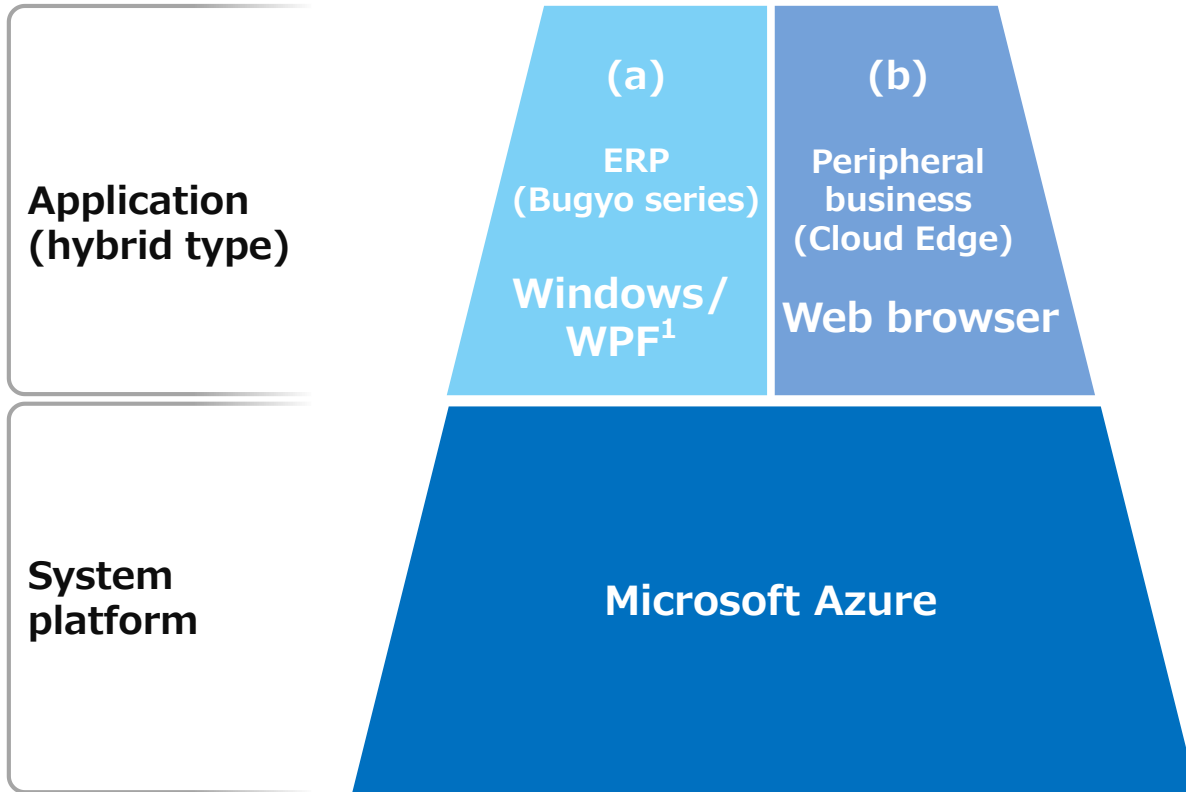 Application
(hybrid type)
(a)
ERP
(Bugyo series)
Windows/
WPF¹
(b)
Peripheral
business
(Cloud Edge)
Web browser
System
platform
Microsoft Azure